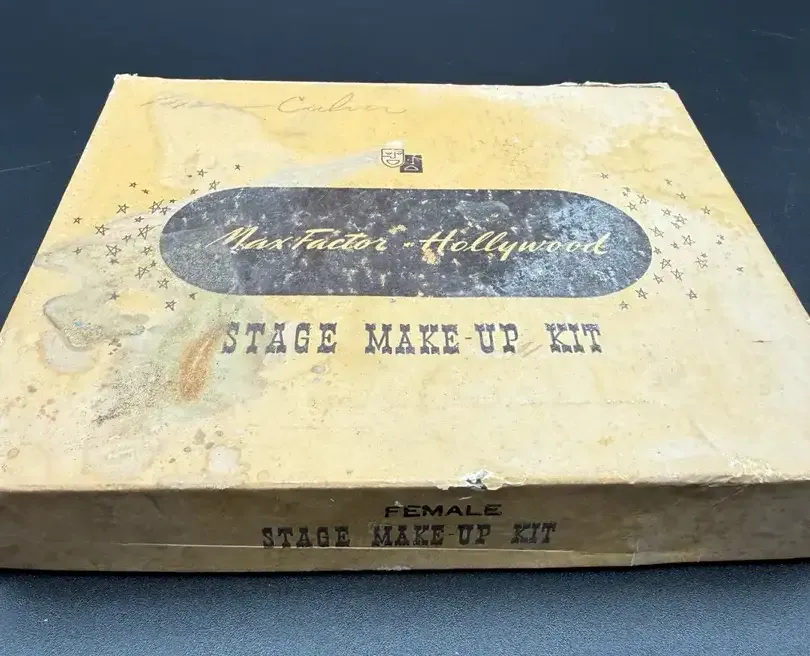 Culver
Max Factor - Hollywood
STAGE MAKE-UP KIT
FEMALE
STAGE MAKE-UP KIT